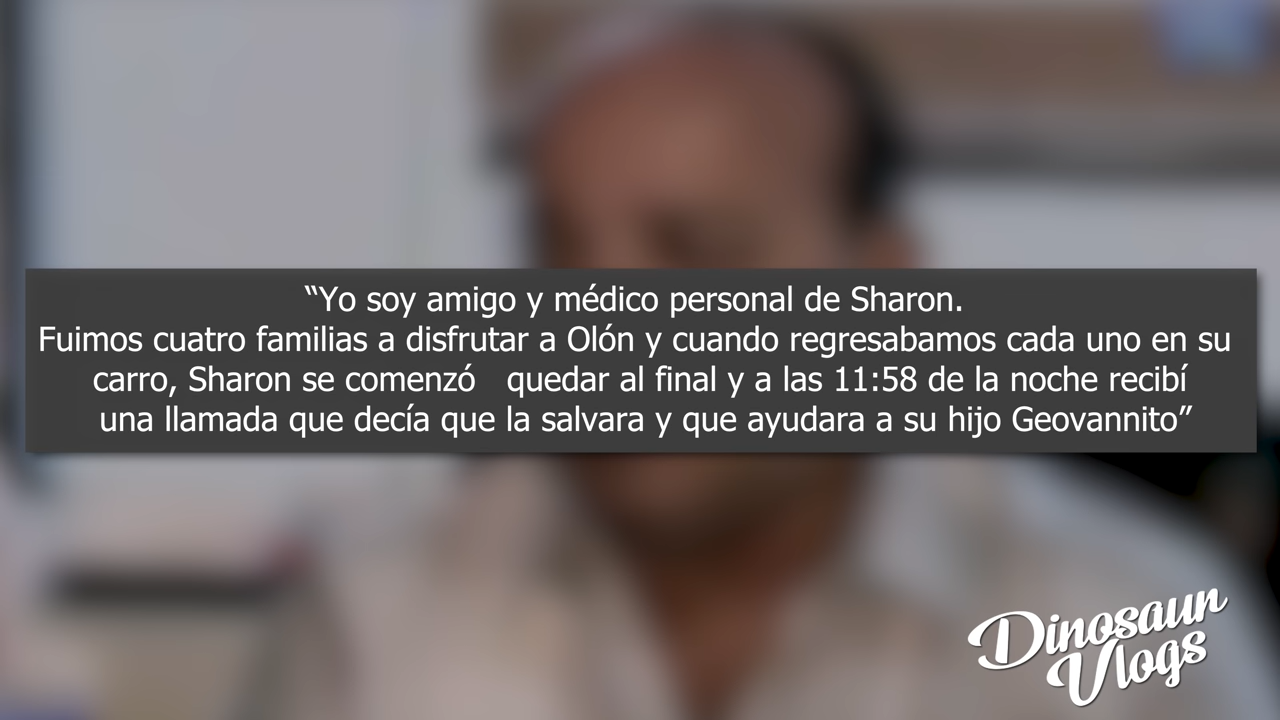 “Yo soy amigo y médico personal de Sharon.
Fuimos cuatro familias a disfrutar a Olón y cuando regresabamos cada uno en su
carro, Sharon se comenzó   quedar al final y a las 11:58 de la noche recibí
una llamada que decía que la salvara y que ayudara a su hijo Geovannito”
Dinosaur
Vlogs